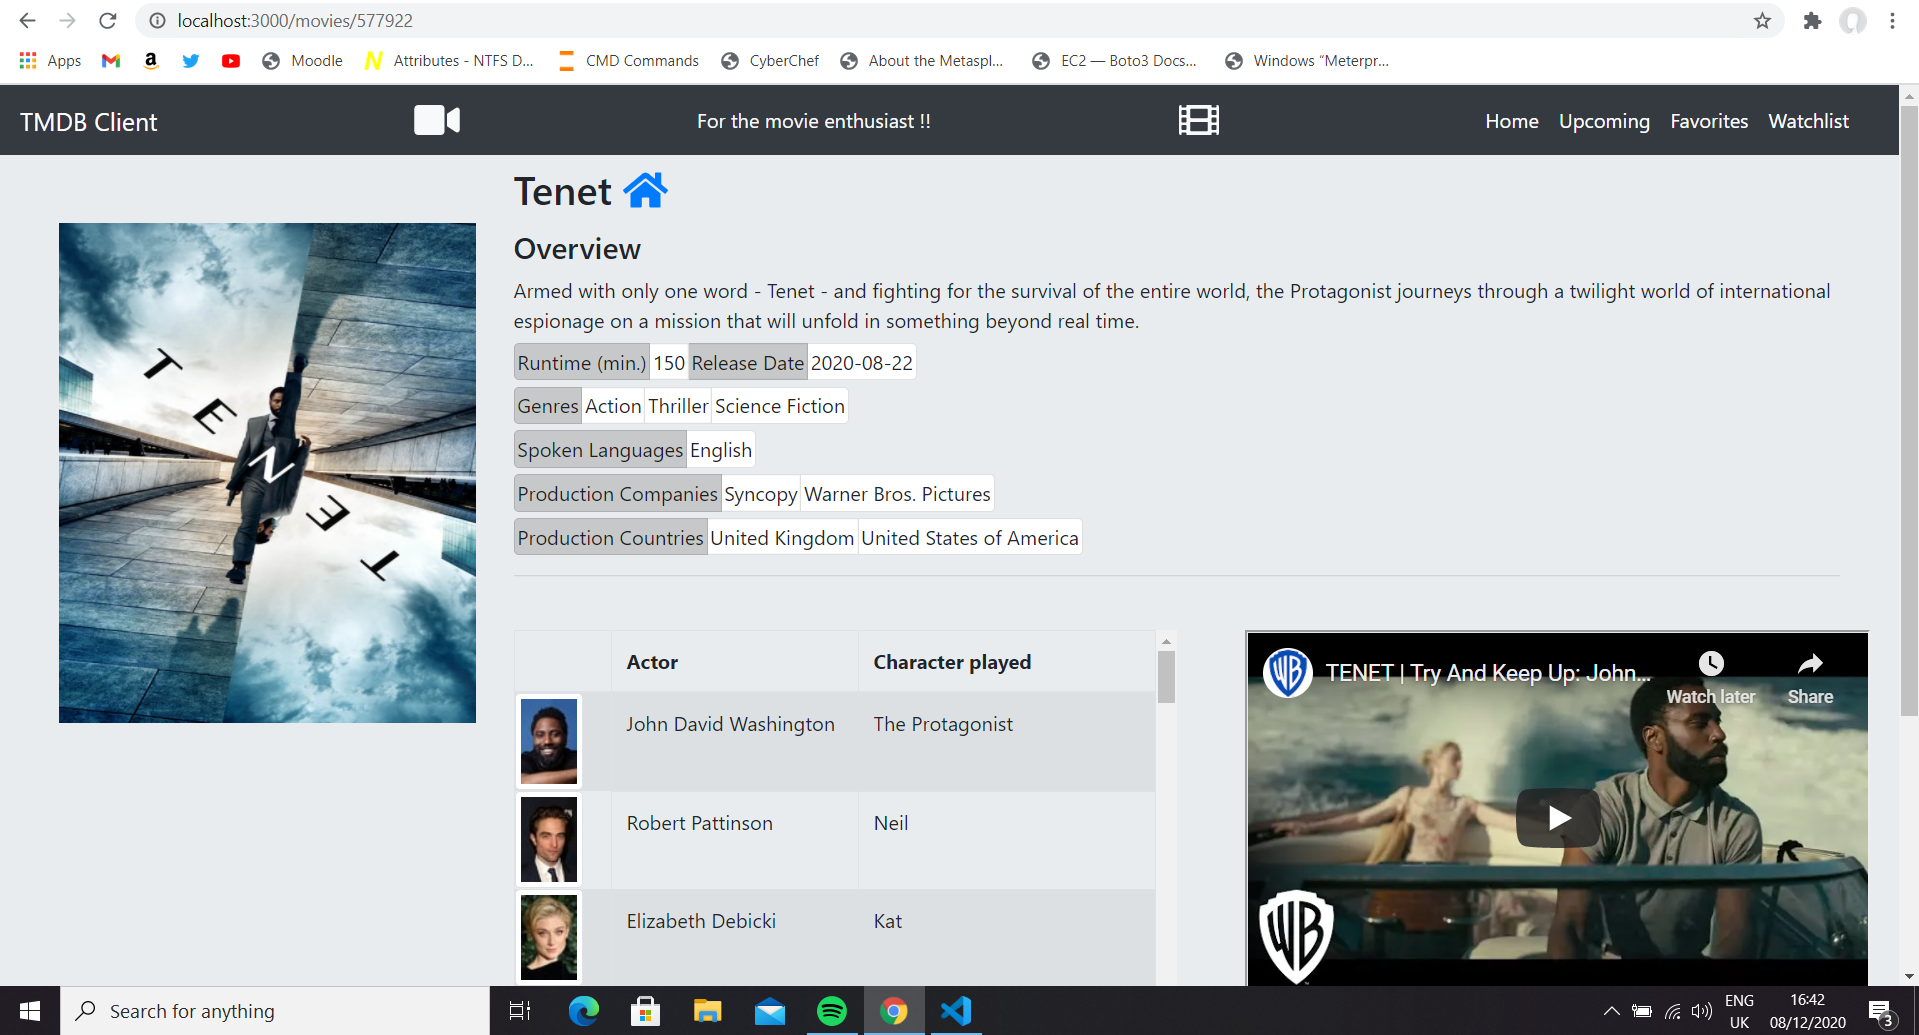 localhost:3000/movies/577922
Apps Moodle Attributes - NTFS D... CMD Commands CyberChef About the Metaspl... EC2 — Boto3 Docs... Windows “Meterpr...
TMDB Client For the movie enthusiast !! Home Upcoming Favorites Watchlist
Tenet
Overview
Armed with only one word - Tenet - and fighting for the survival of the entire world, the Protagonist journeys through a twilight world of international
espionage on a mission that will unfold in something beyond real time.
Runtime (min.) 150 Release Date 2020-08-22
Genres Action Thriller Science Fiction
Spoken Languages English
Production Companies Syncopy Warner Bros. Pictures
Production Countries United Kingdom United States of America
TENET
Actor Character played
John David Washington The Protagonist
Robert Pattinson Neil
Elizabeth Debicki Kat
WB TENET | Try And Keep Up: John...
Watch later Share
WB
Search for anything
ENG
UK
16:42
08/12/2020
3